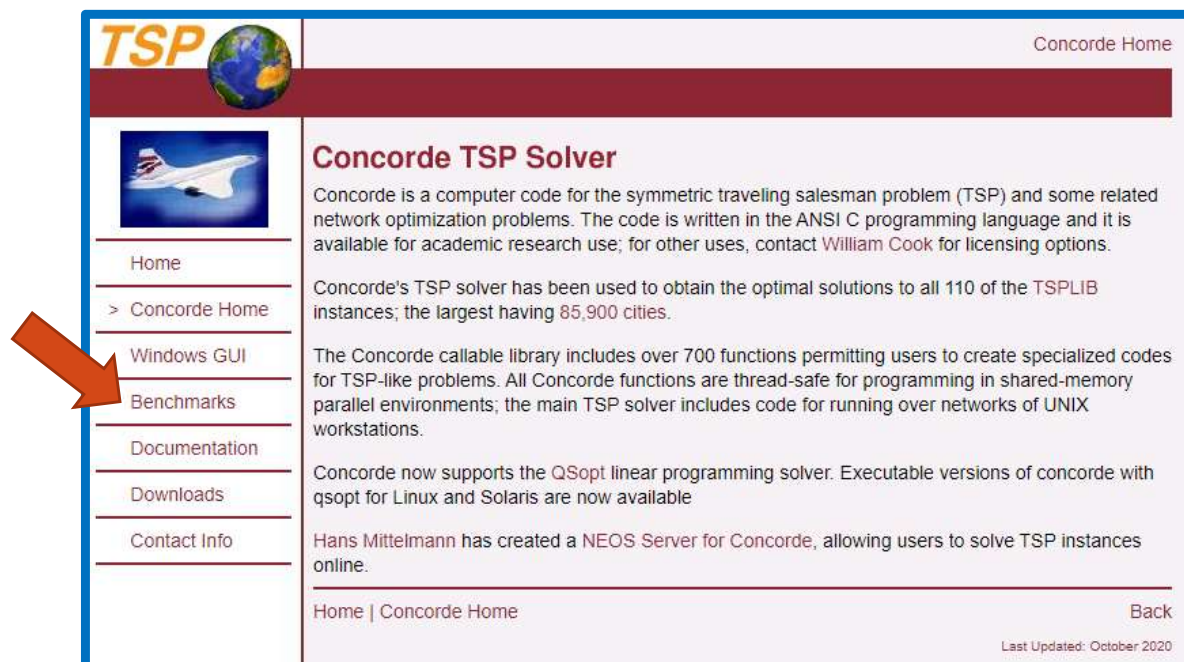 TSP
Concorde Home
Home
> Concorde Home
Windows GUI
Benchmarks
Documentation
Downloads
Contact Info
Concorde TSP Solver
Concorde is a computer code for the symmetric traveling salesman problem (TSP) and some related
network optimization problems. The code is written in the ANSI C programming language and it is
available for academic research use; for other uses, contact William Cook for licensing options.
Concorde's TSP solver has been used to obtain the optimal solutions to all 110 of the TSPLIB
instances; the largest having 85,900 cities.
The Concorde callable library includes over 700 functions permitting users to create specialized codes
for TSP-like problems. All Concorde functions are thread-safe for programming in shared-memory
parallel environments; the main TSP solver includes code for running over networks of UNIX
workstations.
Concorde now supports the QSopt linear programming solver. Executable versions of concorde with
qsopt for Linux and Solaris are now available
Hans Mittelmann has created a NEOS Server for Concorde, allowing users to solve TSP instances
online.
Home | Concorde Home
Back
Last Updated: October 2020